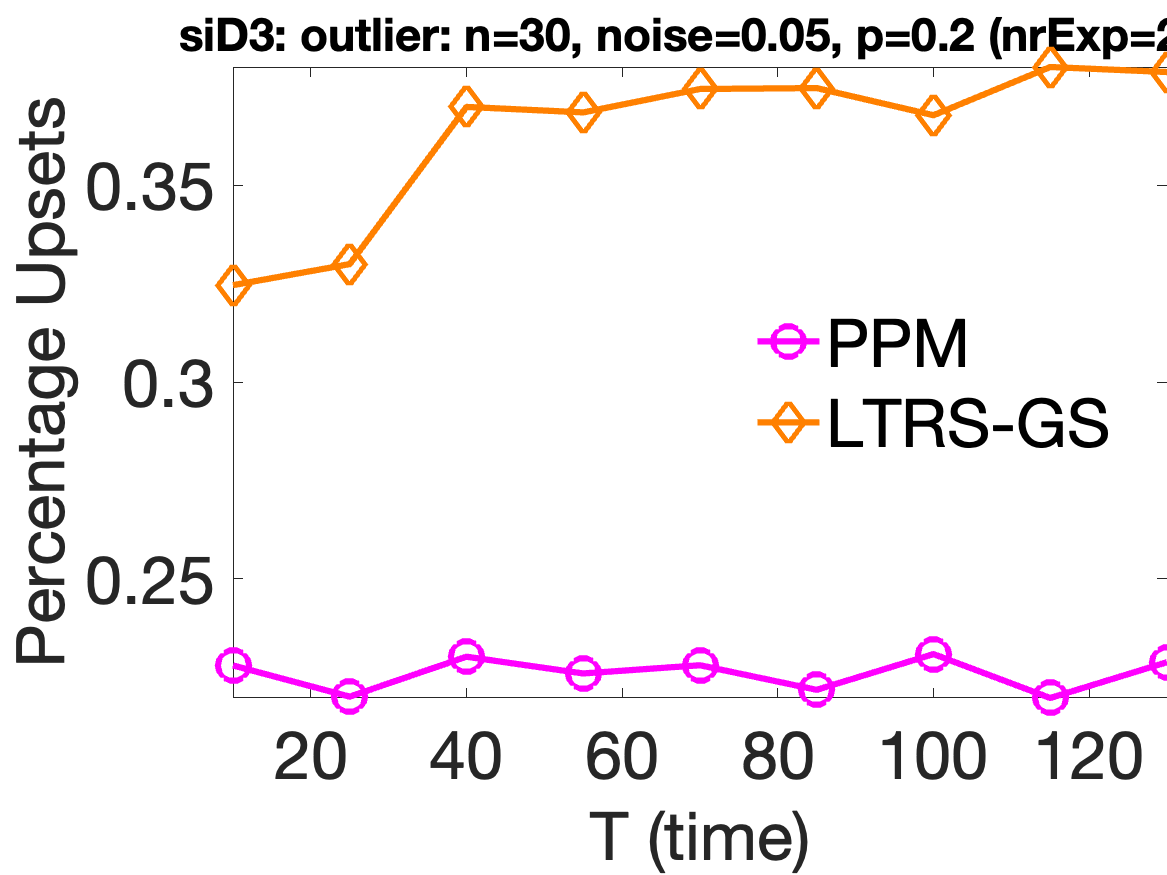 siD3: outlier: n=30, noise=0.05, p=0.2 (nrExp=2
Percentage Upsets
0.35
0.3
0.25
PPM
LTRS-GS
20 40 60 80 100 120
T (time)